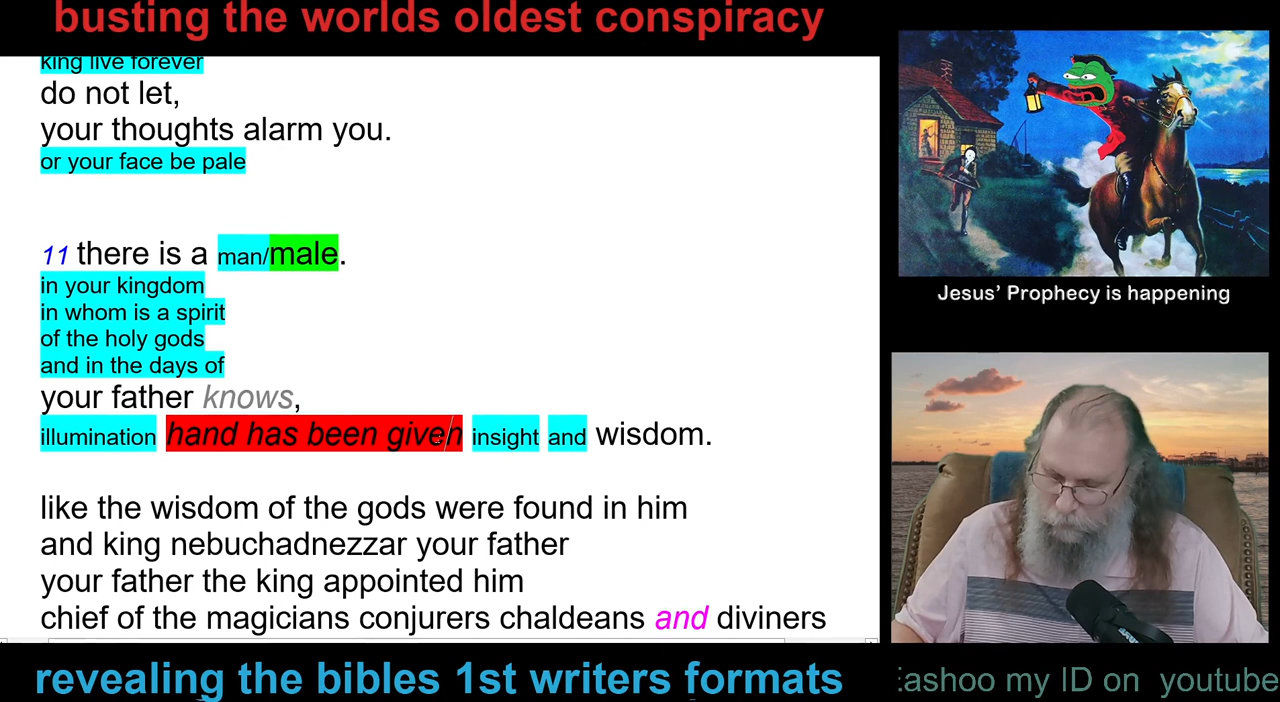 busting the worlds oldest conspiracy
king live forever
do not let,
your thoughts alarm you.
or your face be pale
11 there is a man/male.
in your kingdom
in whom is a spirit
of the holy gods
and in the days of
your father knows,
illumination hand has been given insight and wisdom.
like the wisdom of the gods were found in him
and king nebuchadnezzar your father
your father the king appointed him
chief of the magicians conjurers chaldeans and diviners
Jesus' Prophecy is happening
revealing the bibles 1st writers formats
ashoo my ID on youtube